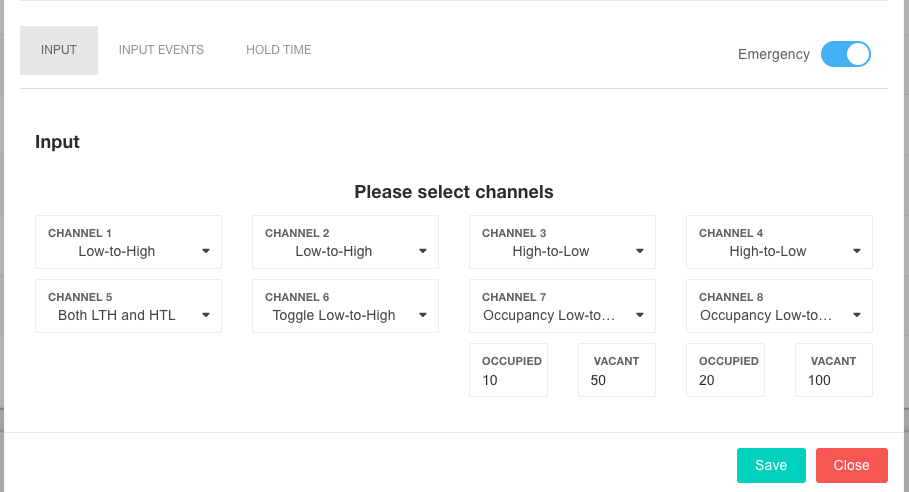 INPUT INPUT EVENTS HOLD TIME Emergency
Input
Please select channels
CHANNEL 1 CHANNEL 2 CHANNEL 3 CHANNEL 4
Low-to-High Low-to-High High-to-Low High-to-Low
CHANNEL 5 CHANNEL 6 CHANNEL 7 CHANNEL 8
Both LTH and HTL Toggle Low-to-High Occupancy Low-to… Occupancy Low-to…
OCCUPIED VACANT OCCUPIED VACANT
10 50 20 100
Save Close